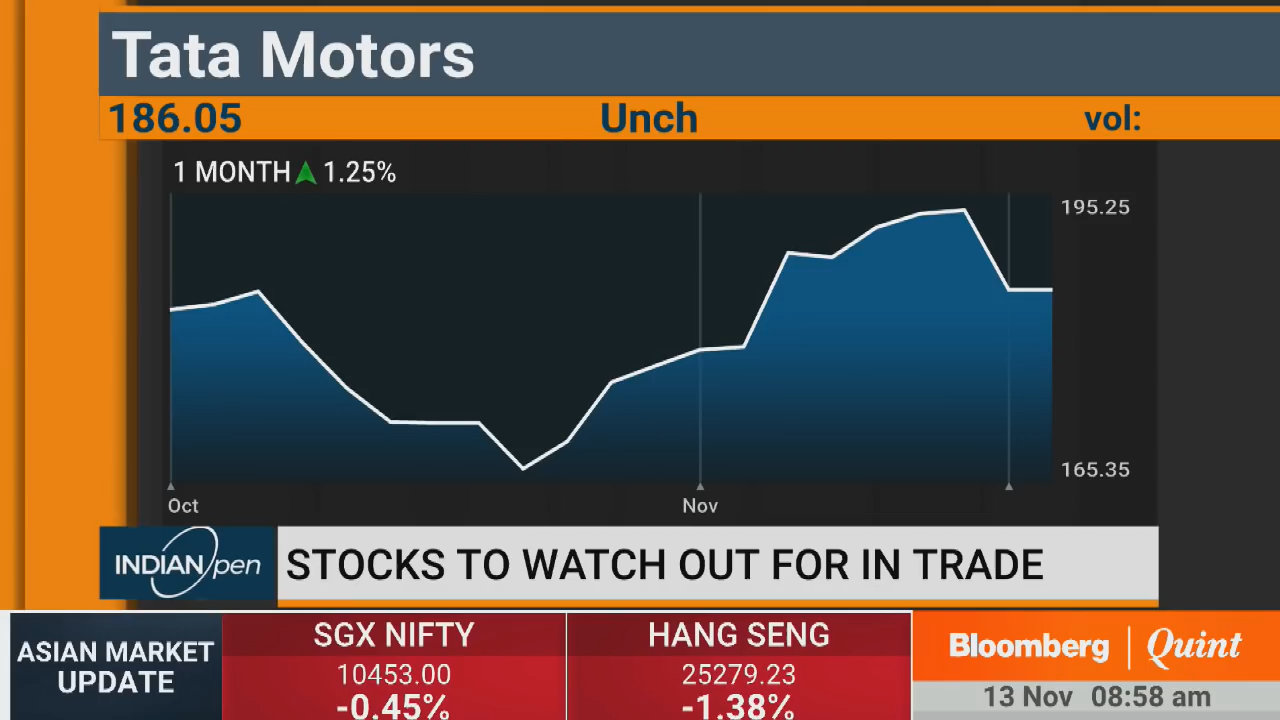 Tata Motors
186.05 Unch vol:
1 MONTH 1.25%
195.25
165.35
Oct Nov
INDIAN Open STOCKS TO WATCH OUT FOR IN TRADE
ASIAN MARKET
UPDATE
SGX NIFTY
10453.00
-0.45%
HANG SENG
25279.23
-1.38%
Bloomberg | Quint
13 Nov 08:58 am